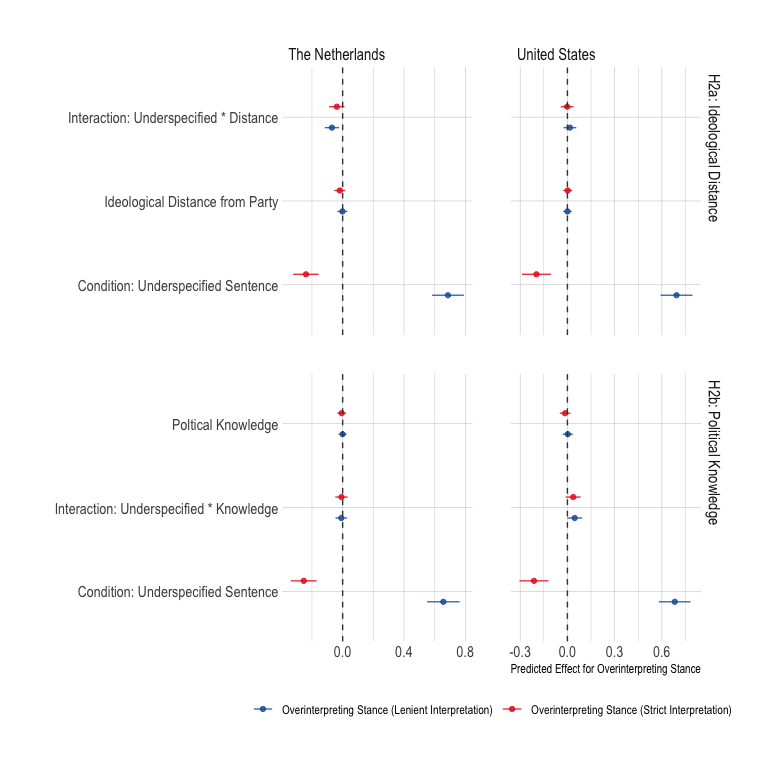 The Netherlands
United States
H2a: Ideological Distance
Interaction: Underspecified * Distance
Ideological Distance from Party
Condition: Underspecified Sentence
H2b: Political Knowledge
Poltical Knowledge
Interaction: Underspecified * Knowledge
Condition: Underspecified Sentence
0.0 0.4 0.8
-0.3 0.0 0.3 0.6
Predicted Effect for Overinterpreting Stance
Overinterpreting Stance (Lenient Interpretation) Overinterpreting Stance (Strict Interpretation)